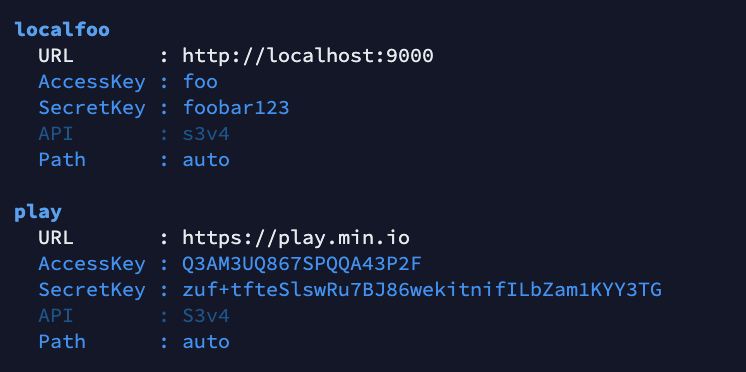 localfoo
URL : http://localhost:9000
AccessKey : foo
SecretKey : foobar123
API : s3v4
Path : auto
play
URL : https://play.min.io
AccessKey : Q3AM3UQ867SPQQA43P2F
SecretKey : zuf+tfteSlswRu7BJ86wekitnifILbZam1KYY3TG
API : S3v4
Path : auto